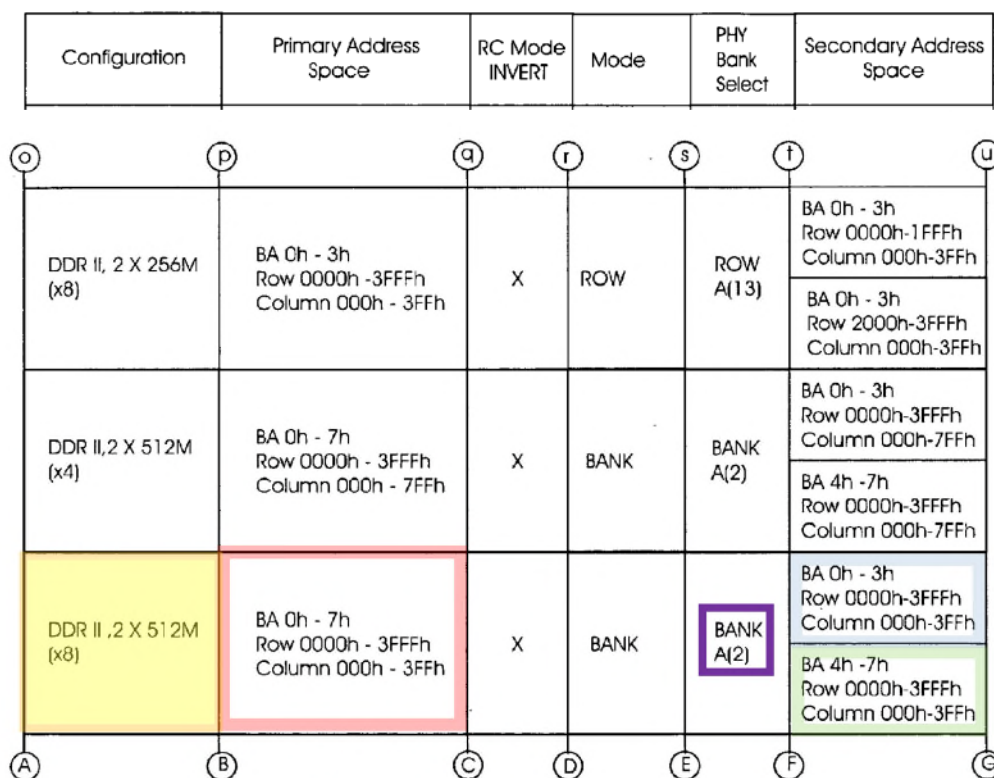 Configuration
Primary Address
Space
RC Mode
INVERT
Mode
PHY
Bank
Select
Secondary Address
Space
o
p
q
r
s
t
u
DDR II, 2 X 256M
(x8)
BA 0h - 3h
Row 0000h -3FFFh
Column 000h - 3FFh
X
ROW
ROW
A(13)
BA 0h - 3h
Row 0000h-1FFFh
Column 000h-3FFh
BA 0h - 3h
Row 2000h-3FFFh
Column 000h-3FFh
DDR II,2 X 512M
(x4)
BA 0h - 7h
Row 0000h - 3FFFh
Column 000h - 7FFh
X
BANK
BANK
A(2)
BA 0h - 3h
Row 0000h-3FFFh
Column 000h-7FFh
BA 4h -7h
Row 0000h-3FFFh
Column 000h-7FFh
DDR II ,2 X 512M
(x8)
BA 0h - 7h
Row 0000h - 3FFFh
Column 000h - 3FFh
X
BANK
BANK
A(2)
BA 0h - 3h
Row 0000h-3FFFh
Column 000h-3FFh
BA 4h -7h
Row 0000h-3FFFh
Column 000h-3FFh
A
B
C
D
E
F
G